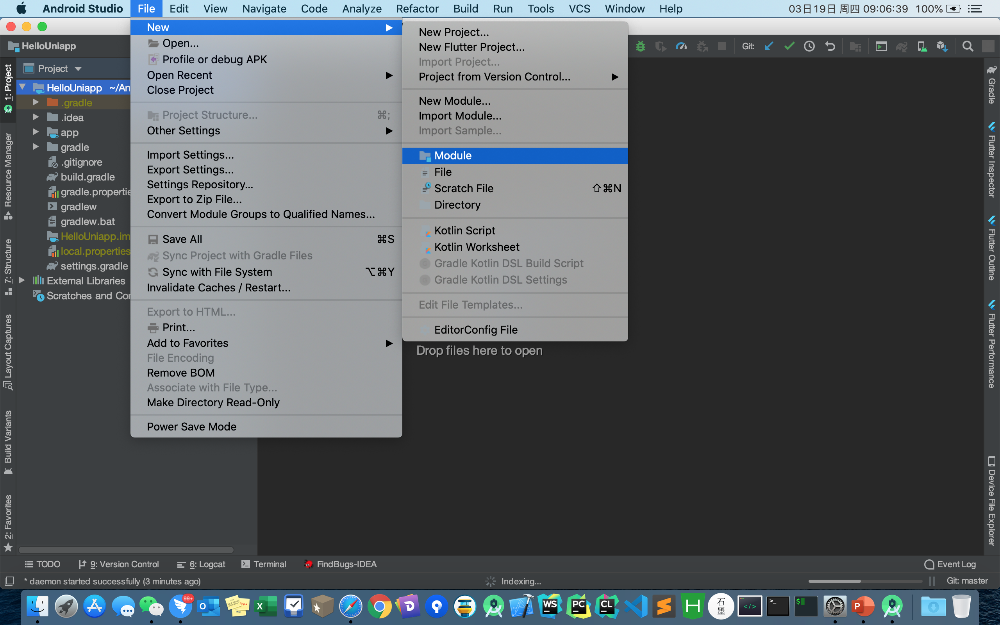 Android Studio File Edit View Navigate Code Analyze Refactor Build Run Tools VCS Window Help 03日19日 周四 09:06:39 100%
HelloUniapp
Git:
1: Project
Resource Manager
7: Structure
Layout Captures
Build Variants
2: Favorites
Project
HelloUniapp ~/An
.gradle
.idea
app
gradle
.gitignore
build.gradle
gradle.propertie
gradlew
gradlew.bat
HelloUniapp.im
local.properties
settings.gradle
External Libraries
Scratches and Con
New
Open...
Profile or debug APK
Open Recent
Close Project
Project Structure... ⌘;
Other Settings
Import Settings...
Export Settings...
Settings Repository...
Export to Zip File...
Convert Module Groups to Qualified Names...
Save All ⌘S
Sync Project with Gradle Files
Sync with File System ⌥⌘Y
Invalidate Caches / Restart...
Export to HTML...
Print...
Add to Favorites
File Encoding
Remove BOM
Associate with File Type...
Make Directory Read-Only
Power Save Mode
New Project...
New Flutter Project...
Import Project...
Project from Version Control...
New Module...
Import Module...
Import Sample...
Module
File
Scratch File ⇧⌘N
Directory
Kotlin Script
Kotlin Worksheet
Gradle Kotlin DSL Build Script
Gradle Kotlin DSL Settings
Edit File Templates...
EditorConfig File
Drop files here to open
Gradle
Flutter Inspector
Flutter Outline
Flutter Performance
Device File Explorer
TODO 9: Version Control 6: Logcat Terminal FindBugs-IDEA Event Log
* daemon started successfully (3 minutes ago) Indexing... Git: master
99+
WS PC CL H 石墨 P